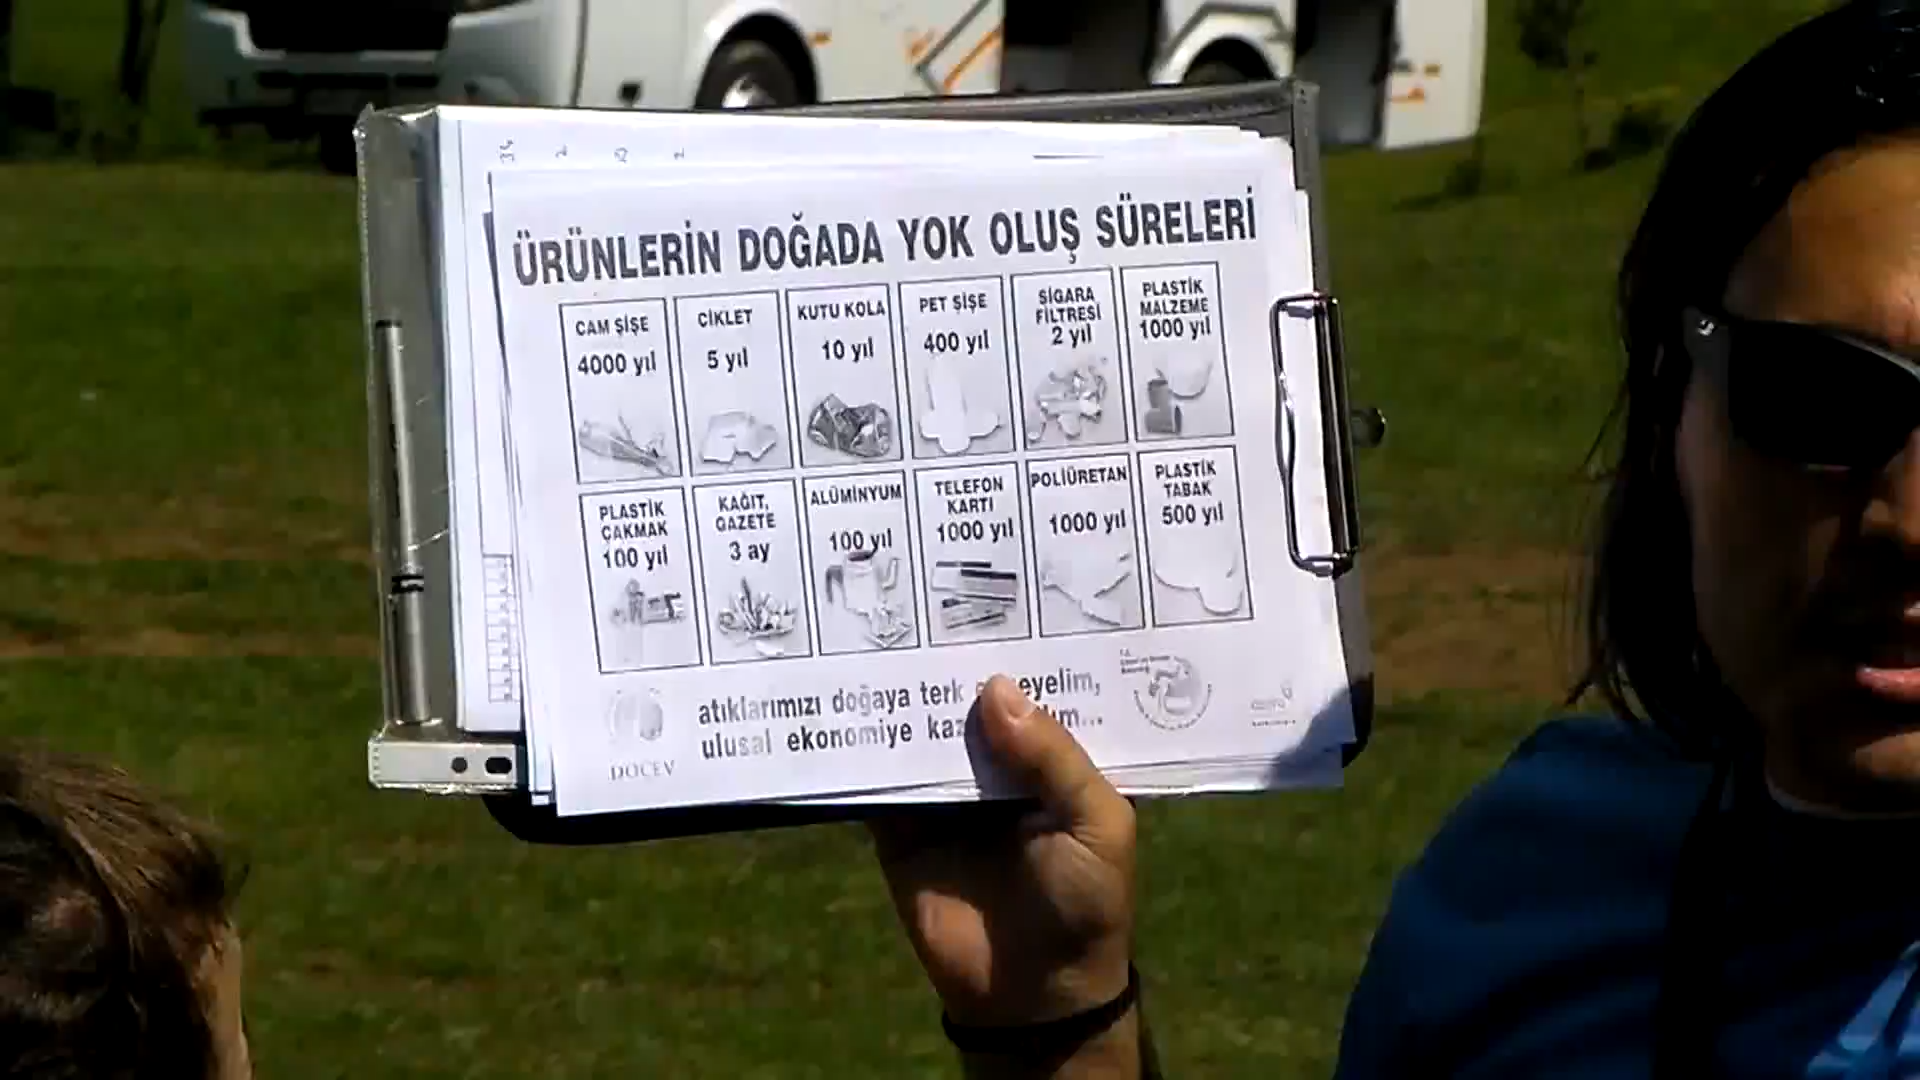 ÜRÜNLERİN DOĞADA YOK OLUŞ SÜRELERİ
CAM ŞİŞE
4000 yıl
CİKLET
5 yıl
KUTU KOLA
10 yıl
PET ŞİŞE
400 yıl
SİGARA
FİLTRESİ
2 yıl
PLASTİK
MALZEME
1000 yıl
PLASTİK
ÇAKMAK
100 yıl
KAĞIT,
GAZETE
3 ay
ALÜMİNYUM
100 yıl
TELEFON
KARTI
1000 yıl
POLİÜRETAN
1000 yıl
PLASTİK
TABAK
500 yıl
atıklarımızı doğaya terk
ulusal ekonomiye
DOCEV